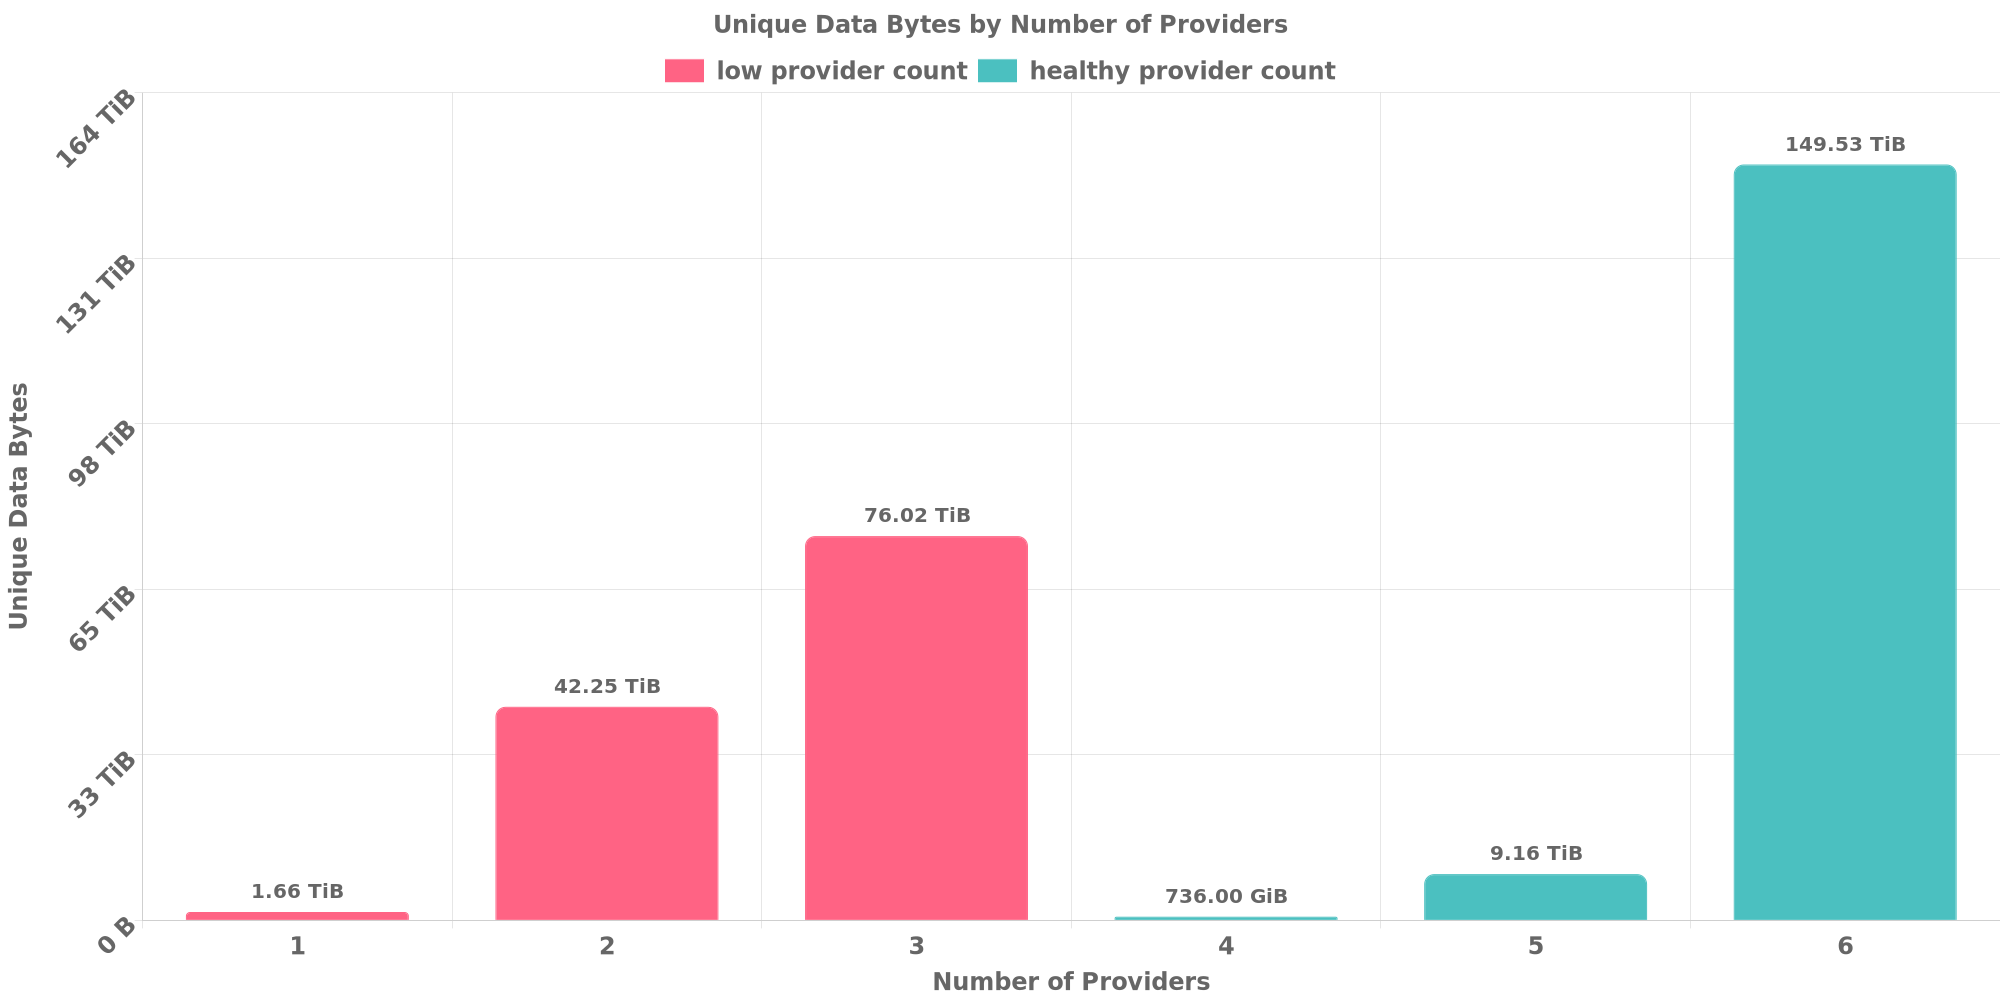 Unique Data Bytes by Number of Providers
low provider count
healthy provider count
164 TiB
131 TiB
98 TiB
65 TiB
33 TiB
0 B
Unique Data Bytes
1.66 TiB
42.25 TiB
76.02 TiB
736.00 GiB
9.16 TiB
149.53 TiB
1 2 3 4 5 6
Number of Providers